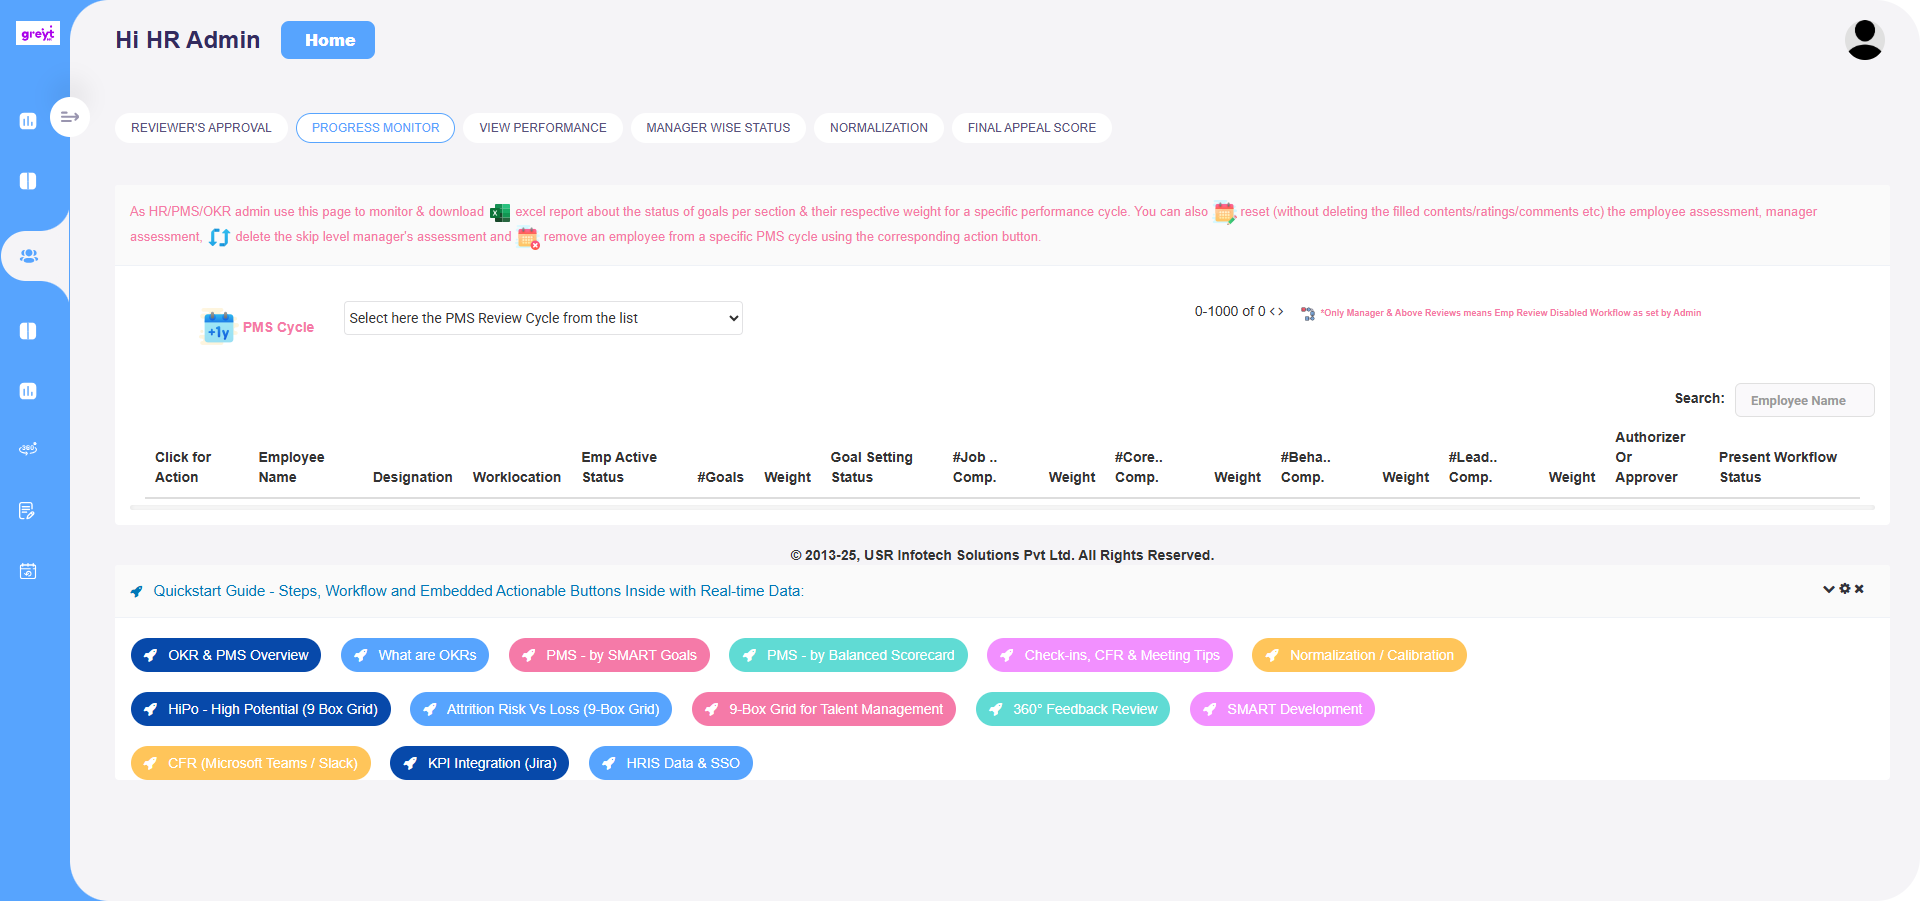 greytHR
Hi HR Admin
Home
REVIEWER'S APPROVAL
PROGRESS MONITOR
VIEW PERFORMANCE
MANAGER WISE STATUS
NORMALIZATION
FINAL APPEAL SCORE
As HR/PMS/OKR admin use this page to monitor & download excel report about the status of goals per section & their respective weight for a specific performance cycle. You can also reset (without deleting the filled contents/ratings/comments etc) the employee assessment, manager
assessment, delete the skip level manager's assessment and remove an employee from a specific PMS cycle using the corresponding action button.
+1y
PMS Cycle
Select here the PMS Review Cycle from the list
0-1000 of 0 < >
*Only Manager & Above Reviews means Emp Review Disabled Workflow as set by Admin
Search:
Employee Name
Click for
Action
Employee
Name
Designation
Worklocation
Emp Active
Status
#Goals
Weight
Goal Setting
Status
#Job ..
Comp.
Weight
#Core..
Comp.
Weight
#Beha..
Comp.
Weight
#Lead..
Comp.
Weight
Authorizer
Or
Approver
Present Workflow
Status
© 2013-25, USR Infotech Solutions Pvt Ltd. All Rights Reserved.
Quickstart Guide - Steps, Workflow and Embedded Actionable Buttons Inside with Real-time Data:
OKR & PMS Overview
What are OKRs
PMS - by SMART Goals
PMS - by Balanced Scorecard
Check-ins, CFR & Meeting Tips
Normalization / Calibration
HiPo - High Potential (9 Box Grid)
Attrition Risk Vs Loss (9-Box Grid)
9-Box Grid for Talent Management
360° Feedback Review
SMART Development
CFR (Microsoft Teams / Slack)
KPI Integration (Jira)
HRIS Data & SSO
360°